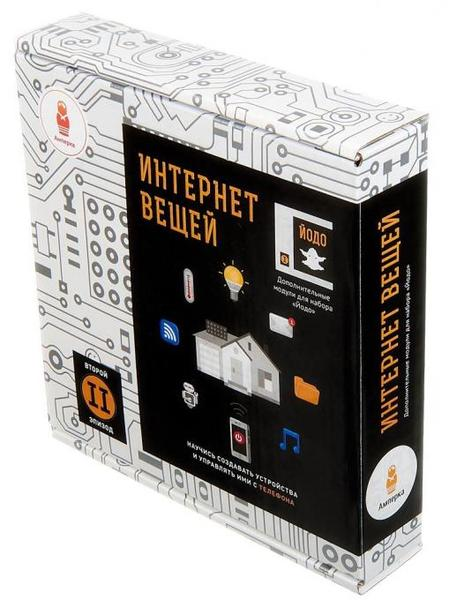 Амперка
ИНТЕРНЕТ
ВЕЩЕЙ
ЙОДО
Дополнительные
модули для набора
«Йодо»
ВТОРОЙ
II
ЭПИЗОД
НАУЧИСЬ СОЗДАВАТЬ УСТРОЙСТВА
И УПРАВЛЯТЬ ИМИ С ТЕЛЕФОНА
ИНТЕРНЕТ ВЕЩЕЙ
Дополнительные модули для набора «Йодо»
Амперка